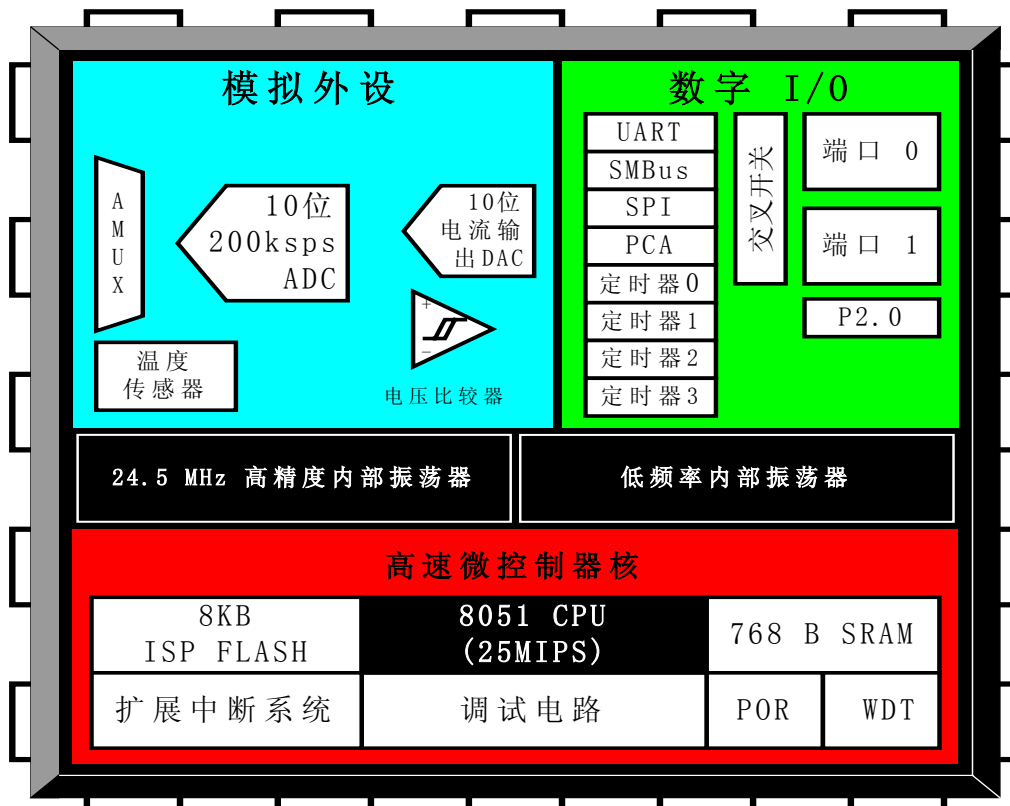 模拟外设
A
M
U
X
10位
200ksps
ADC
10位
电流输
出DAC
+
−
温度
传感器
电压比较器
数字 I/O
UART
SMBus
SPI
PCA
定时器0
定时器1
定时器2
定时器3
交叉开关
端口 0
端口 1
P2.0
24.5 MHz 高精度内部振荡器
低频率内部振荡器
高速微控制器核
8KB
ISP FLASH
8051 CPU
(25MIPS)
768 B SRAM
扩展中断系统
调试电路
POR
WDT